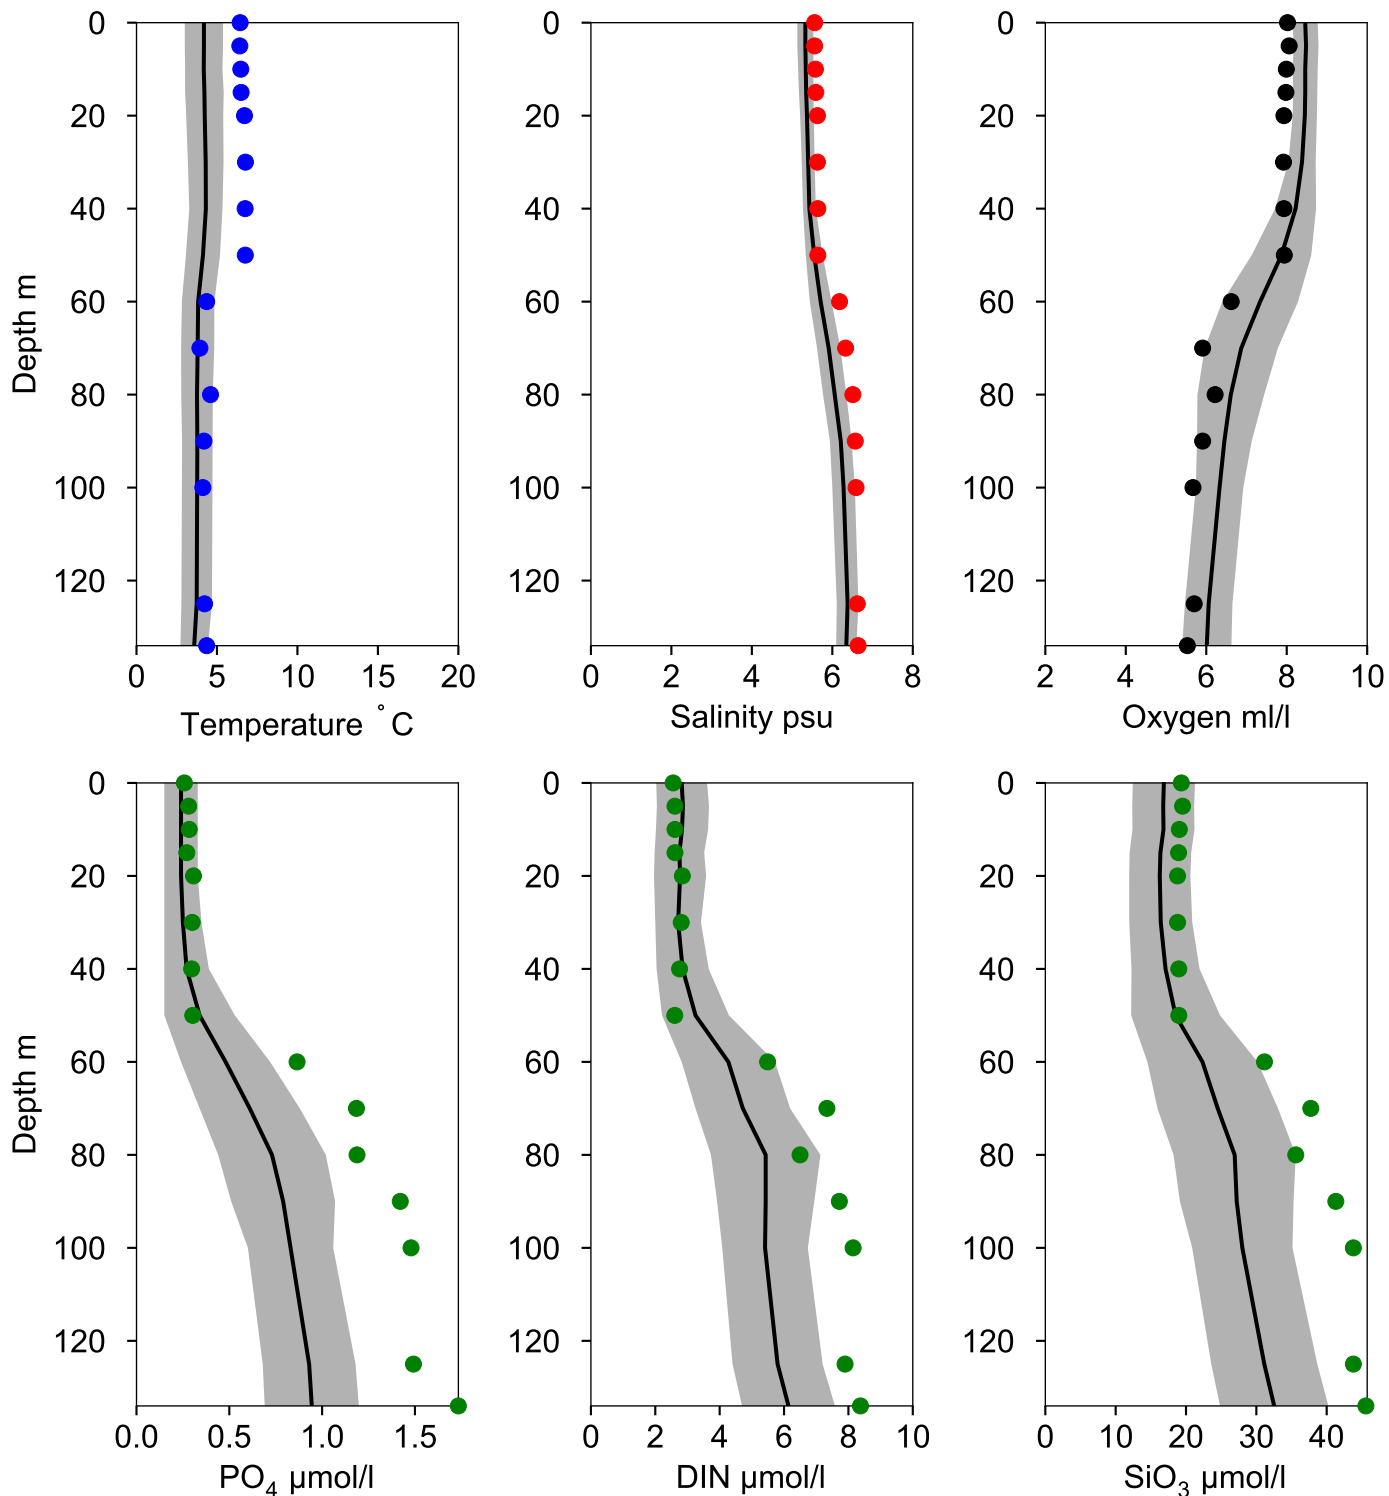 0 0 0
20 20 20
40 40 40
60 60 60
80 80 80
100 100 100
120 120 120
Depth m
0 5 10 15 20 0 2 4 6 8 2 4 6 8 10
Temperature °C Salinity psu Oxygen ml/l
0 0 0
20 20 20
40 40 40
60 60 60
80 80 80
100 100 100
120 120 120
Depth m
0.0 0.5 1.0 1.5 0 2 4 6 8 10 0 10 20 30 40
PO₄ µmol/l DIN µmol/l SiO₃ µmol/l